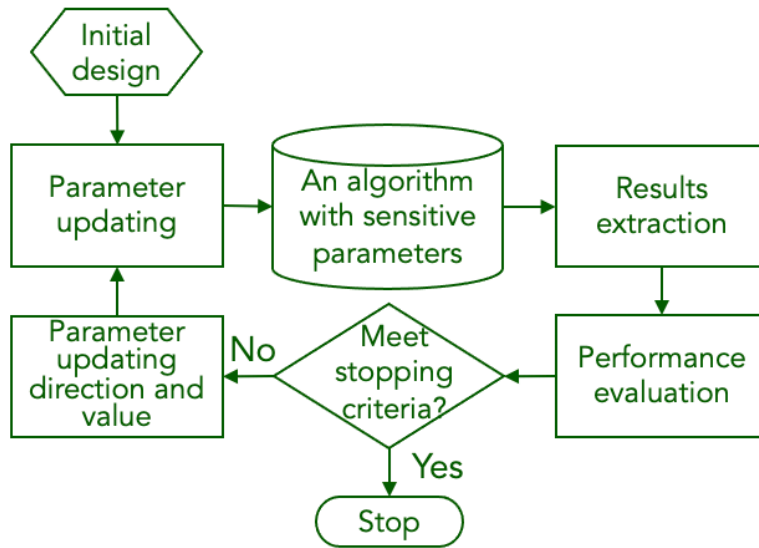 Initial
design
Parameter
updating
An algorithm
with sensitive
parameters
Results
extraction
Parameter
updating
direction and
value
No
Meet
stopping
criteria?
Performance
evaluation
Yes
Stop